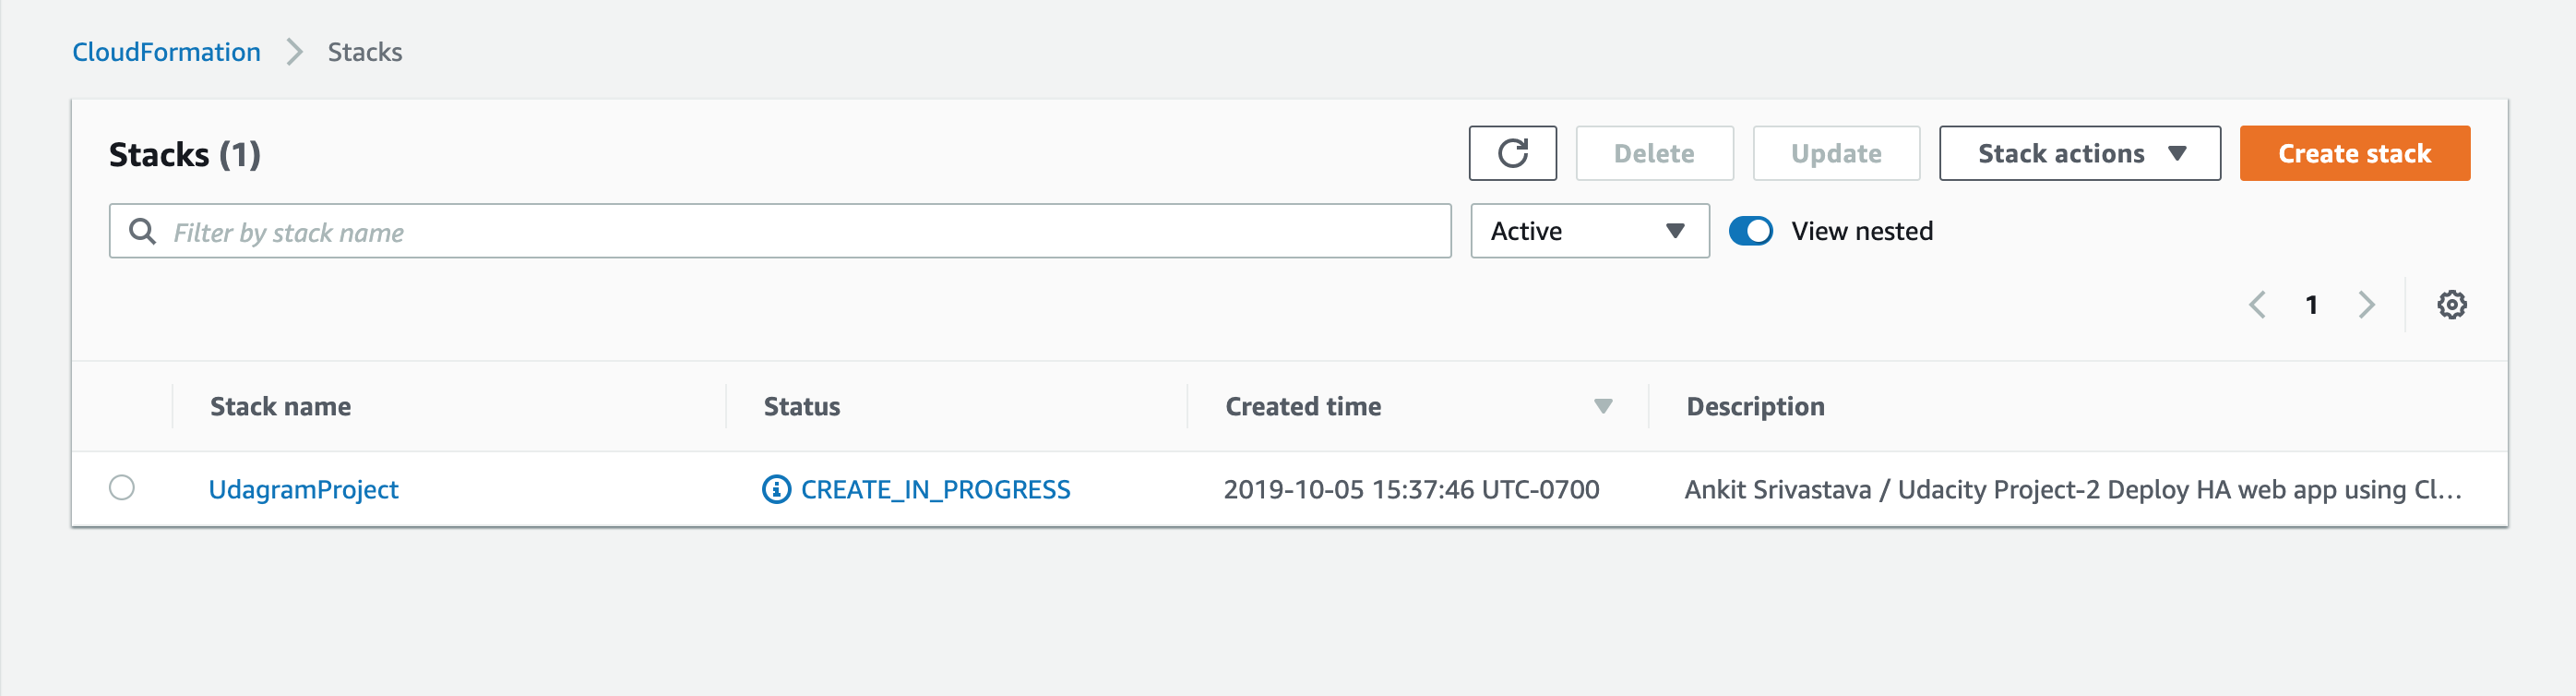 CloudFormation > Stacks
Stacks (1)
Delete
Update
Stack actions
Create stack
Filter by stack name
Active
View nested
1
Stack name Status Created time Description
UdagramProject CREATE_IN_PROGRESS 2019-10-05 15:37:46 UTC-0700 Ankit Srivastava / Udacity Project-2 Deploy HA web app using Cl...